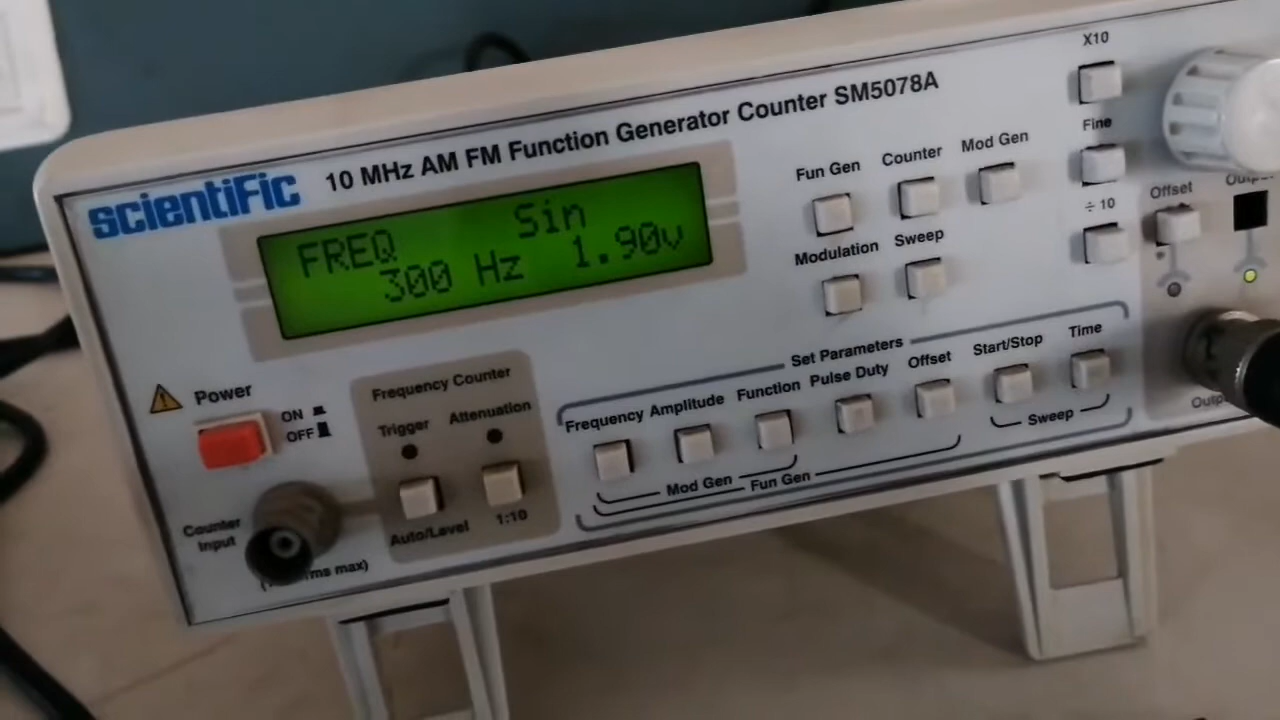 scientiFic
10 MHz AM FM Function Generator Counter SM5078A
FREQ Sin
300 Hz 1.90v
Fun Gen
Counter
Mod Gen
Modulation
Sweep
X10
Fine
÷ 10
Offset
Power
ON
OFF
Frequency Counter
Trigger
Attenuation
Auto/Level
1:10
Counter
Input
max)
Set Parameters
Frequency
Amplitude
Function
Pulse Duty
Offset
Start/Stop
Time
Mod Gen
Fun Gen
Sweep